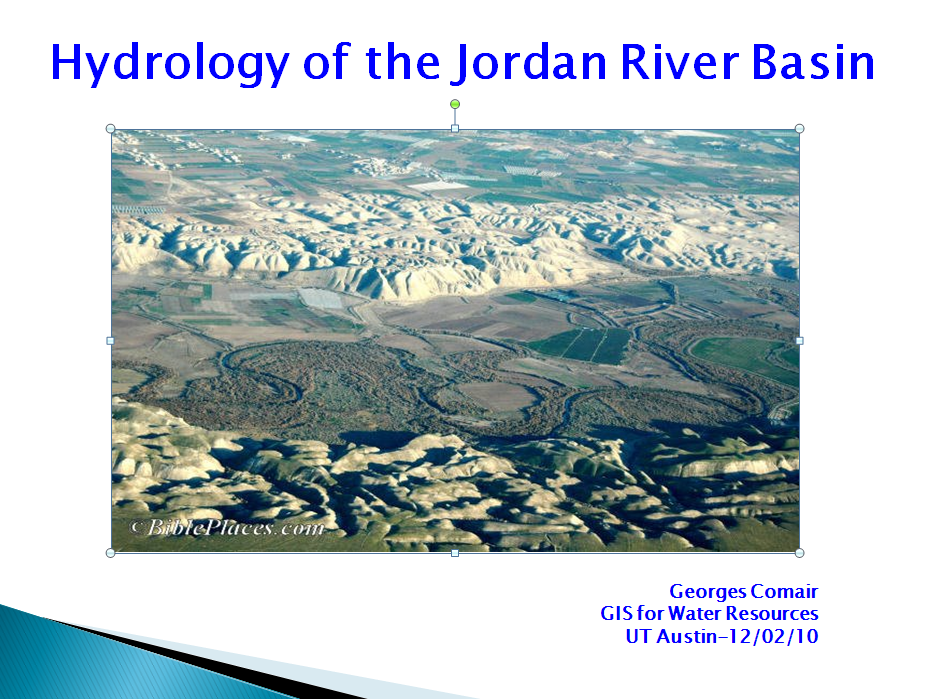 Hydrology of the Jordan River Basin
©BiblePlaces.com
Georges Comair
GIS for Water Resources
UT Austin-12/02/10